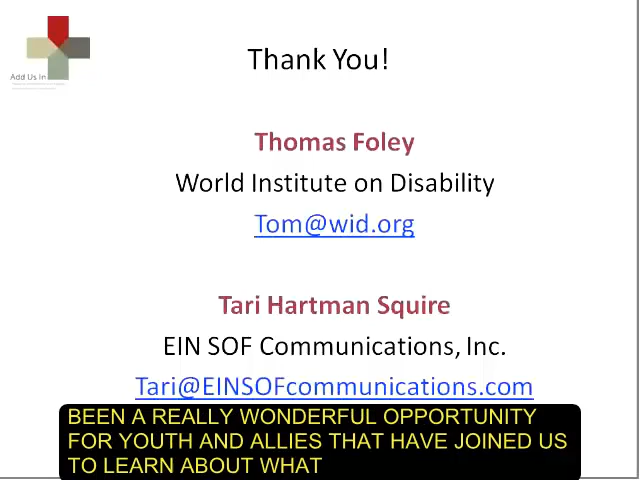 Add Us In
Thank You!
Thomas Foley
World Institute on Disability
Tom@wid.org
Tari Hartman Squire
EIN SOF Communications, Inc.
Tari@EINSOFcommunications.com
BEEN A REALLY WONDERFUL OPPORTUNITY
FOR YOUTH AND ALLIES THAT HAVE JOINED US
TO LEARN ABOUT WHAT